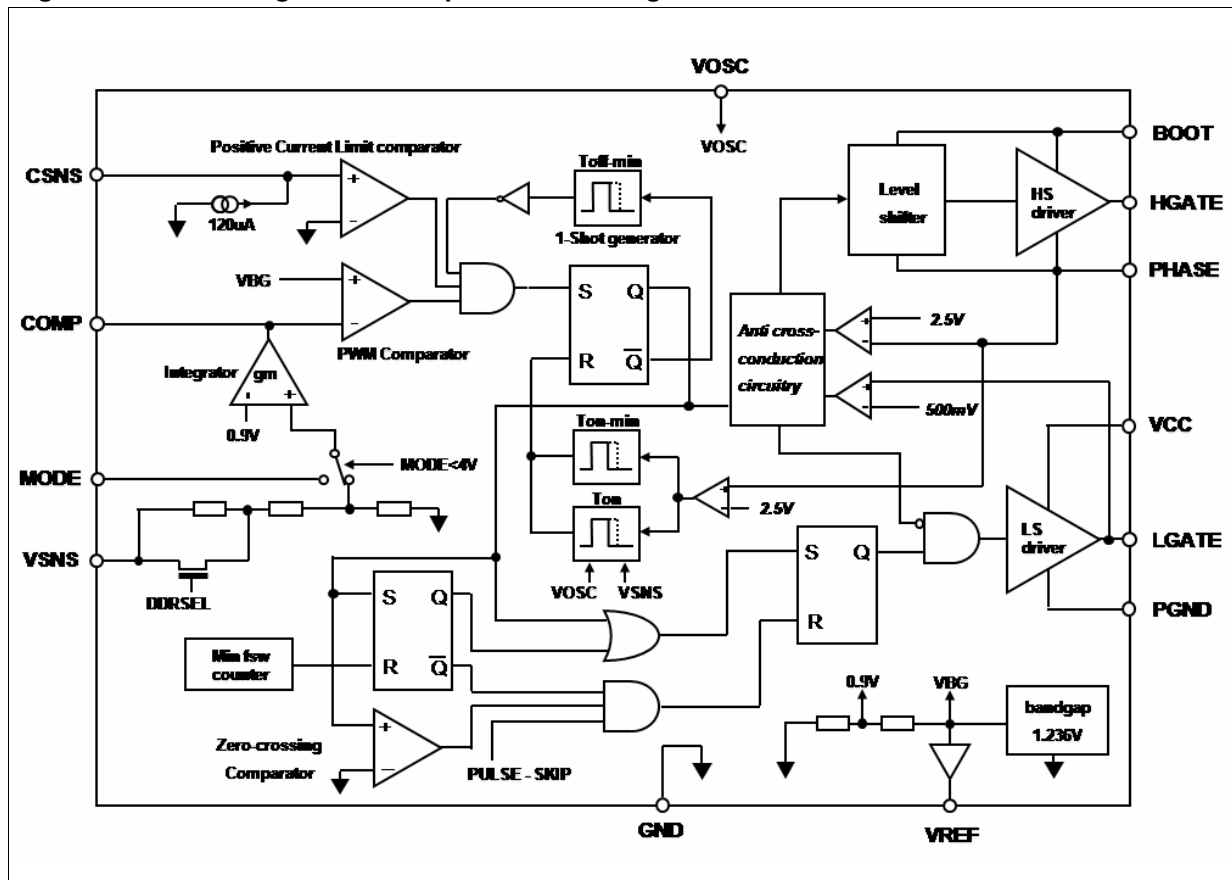 VOSC
VOSC
BOOT
HGATE
PHASE
VCC
LGATE
PGND
CSNS
COMP
MODE
VSNS
Positive Current Limit comparator
+
-
120uA
Toff-min
1-Shot generator
Level
shifter
HS
driver
VBG
+
-
PWM Comparator
S Q
R Q
Anti cross-
conduction
circuitry
+
-
2.5V
+
-
500mV
Integrator
gm
-
+
0.9V
MODE<4V
Ton-min
Ton
+
-
2.5V
VOSC VSNS
DDRSEL
S Q
R Q
Min fsw
counter
S Q
R
LS
driver
+
-
Zero-crossing
Comparator
PULSE - SKIP
0.9V
VBG
bandgap
1.236V
GND
VREF